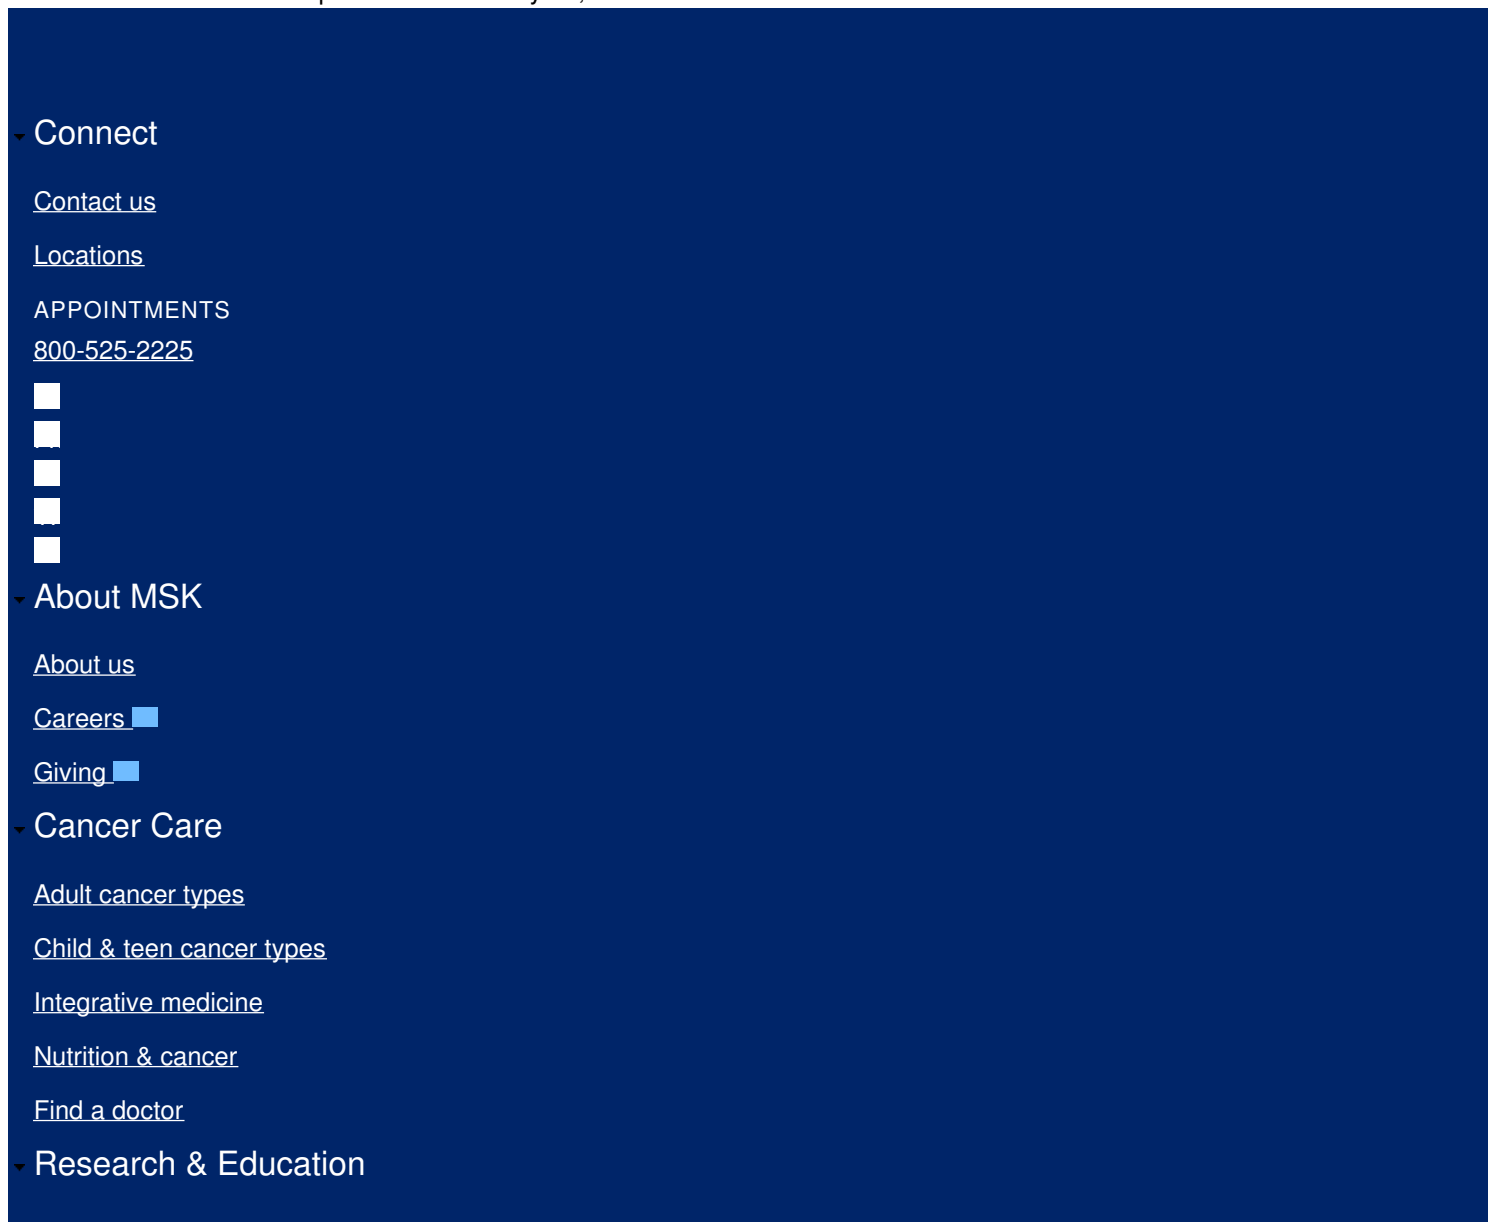 Connect
Contact us
Locations
APPOINTMENTS
800-525-2225
About MSK
About us
Careers
Giving
Cancer Care
Adult cancer types
Child & teen cancer types
Integrative medicine
Nutrition & cancer
Find a doctor
Research & Education